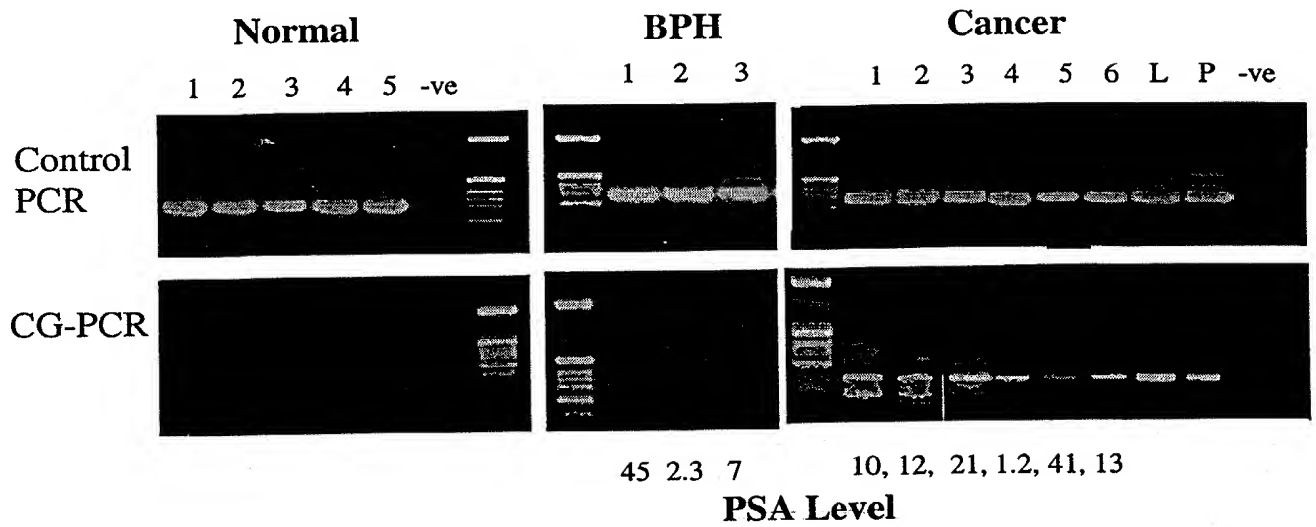 Normal BPH Cancer
1 2 3 4 5 -ve 1 2 3 1 2 3 4 5 6 L P -ve
Control
PCR
CG-PCR
45 2.3 7 10, 12, 21, 1.2, 41, 13
PSA Level